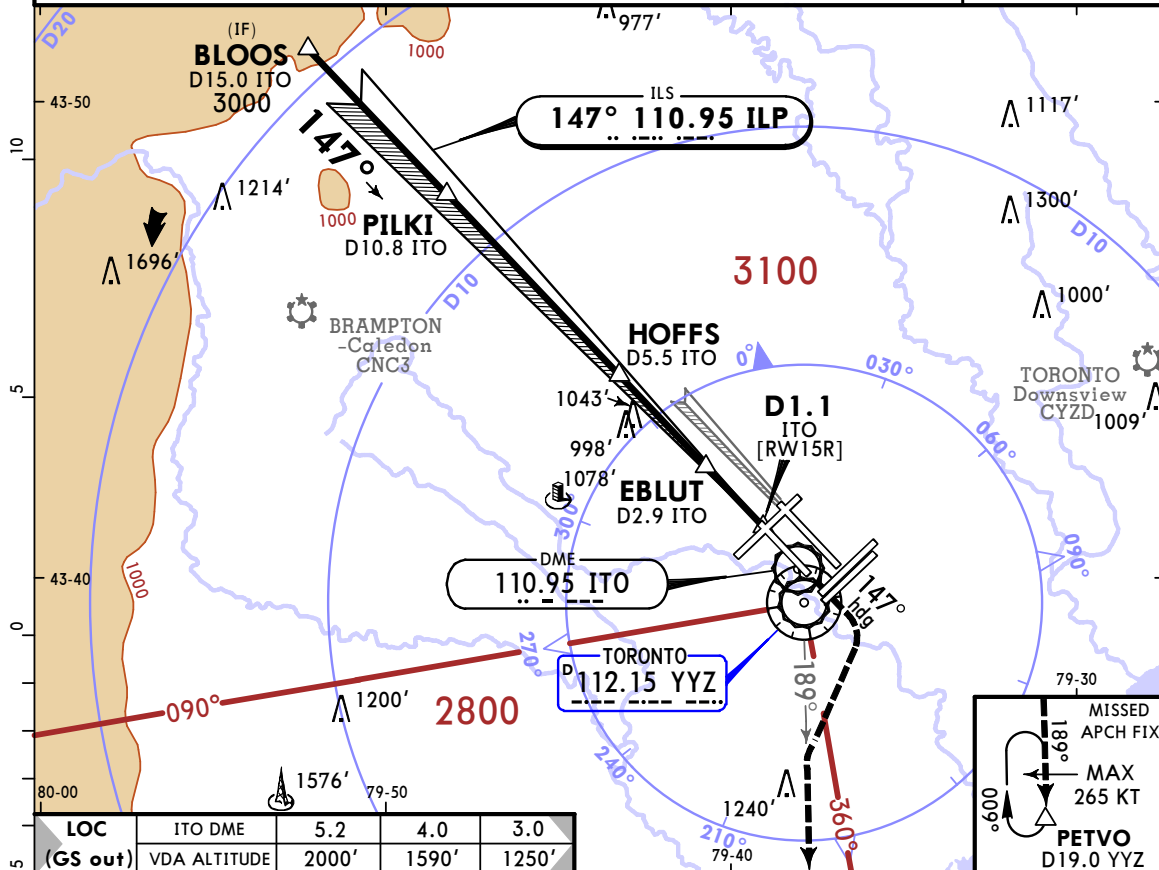 D20
(IF)
BLOOS
D15.0 ITO
3000
1000
977'
43-50
10
147°
ILS
147° 110.95 ILP
1117'
1214'
1000
PILKI
D10.8 ITO
1300'
D10
1696'
D10
3100
1000'
BRAMPTON
-Caledon
CNC3
HOFFS
D5.5 ITO
0°
030°
TORONTO
Downsview
CYZD
1009'
5
1043'
998'
D1.1
ITO
[RW15R]
060°
1078'
EBLUT
D2.9 ITO
300°
090°
43-40
1000
DME
110.95 ITO
147°
hdg
0
270°
TORONTO
D
112.15 YYZ
189°
090°
1200'
2800
240°
1576'
1240'
360°
210°
80-00
79-50
79-40
79-30
MISSED
APCH FIX
189°
MAX
265 KT
009°
PETVO
D19.0 YYZ
5
LOC
(GS out)
ITO DME 5.2 4.0 3.0
VDA ALTITUDE 2000' 1590' 1250'